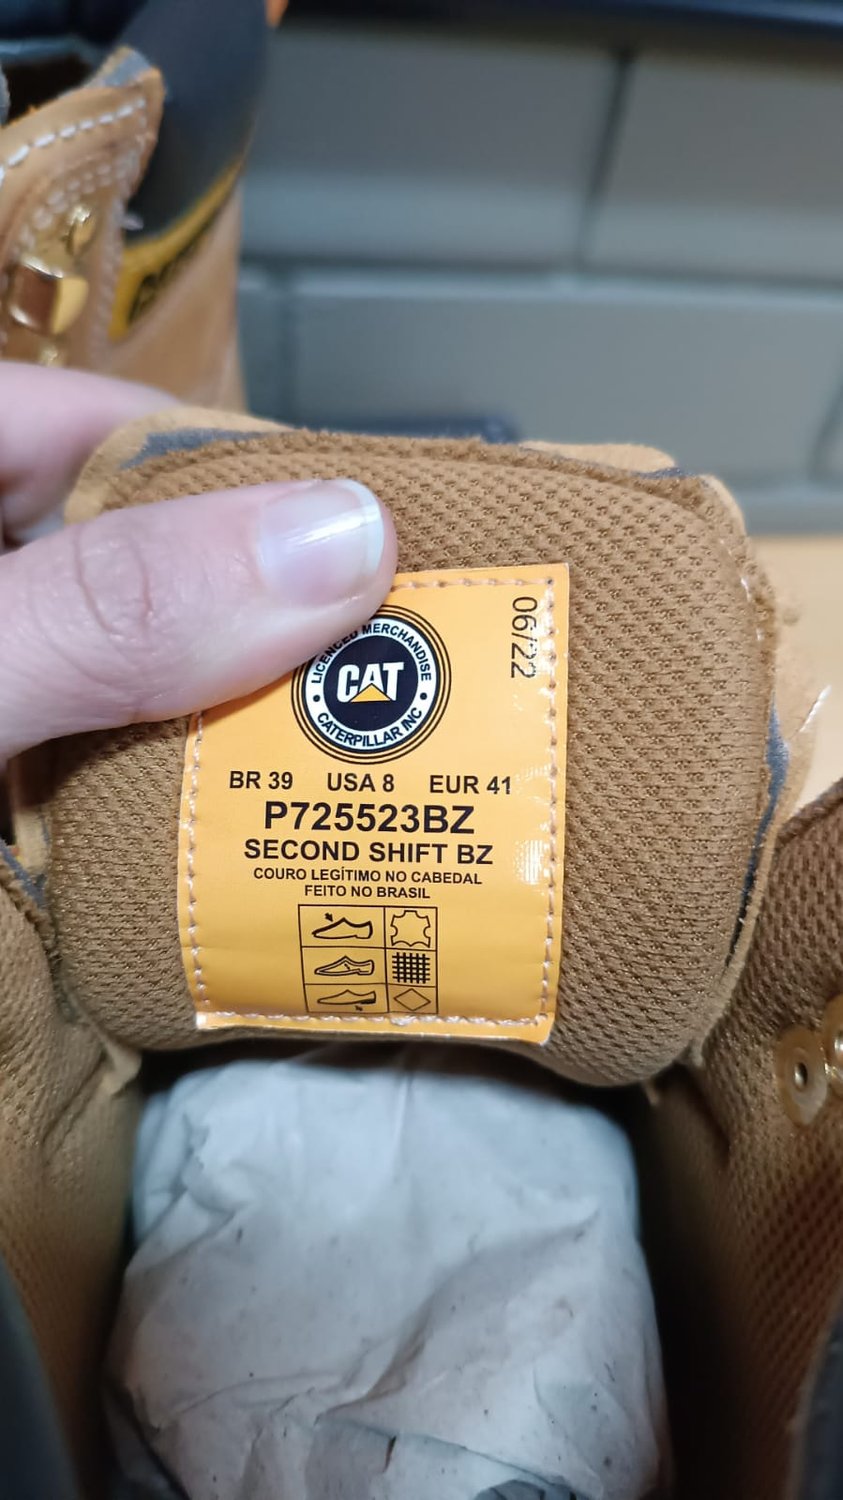 LICENCED MERCHANDISE
CAT
CATERPILLAR INC
06/22
BR 39 USA 8 EUR 41
P725523BZ
SECOND SHIFT BZ
COURO LEGÍTIMO NO CABEDAL
FEITO NO BRASIL